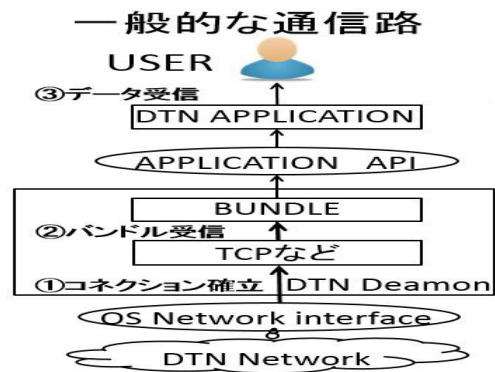 一般的な通信路
USER
③データ受信
DTN APPLICATION
APPLICATION API
BUNDLE
②バンドル受信
TCPなど
①コネクション確立 DTN Deamon
OS Network interface
DTN Network